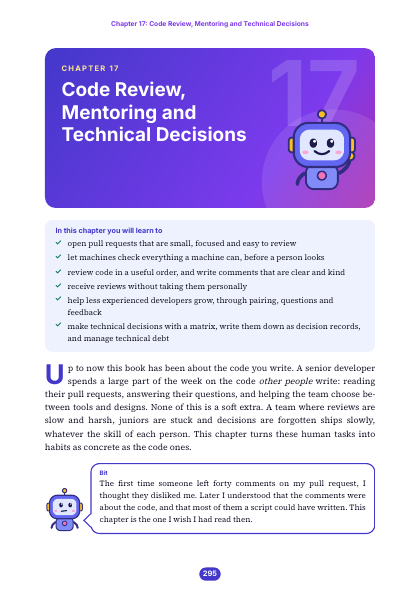 Chapter 17: Code Review, Mentoring and Technical Decisions
17
CHAPTER 17
Code Review,
Mentoring and
Technical Decisions
In this chapter you will learn to
open pull requests that are small, focused and easy to review
let machines check everything a machine can, before a person looks
review code in a useful order, and write comments that are clear and kind
receive reviews without taking them personally
help less experienced developers grow, through pairing, questions and
feedback
make technical decisions with a matrix, write them down as decision records,
and manage technical debt
Up to now this book has been about the code you write. A senior developer
spends a large part of the week on the code other people write: reading
their pull requests, answering their questions, and helping the team choose be-
tween tools and designs. None of this is a soft extra. A team where reviews are
slow and harsh, juniors are stuck and decisions are forgotten ships slowly,
whatever the skill of each person. This chapter turns these human tasks into
habits as concrete as the code ones.
Bit
The first time someone left forty comments on my pull request, I
thought they disliked me. Later I understood that the comments were
about the code, and that most of them a script could have written. This
chapter is the one I wish I had read then.
295